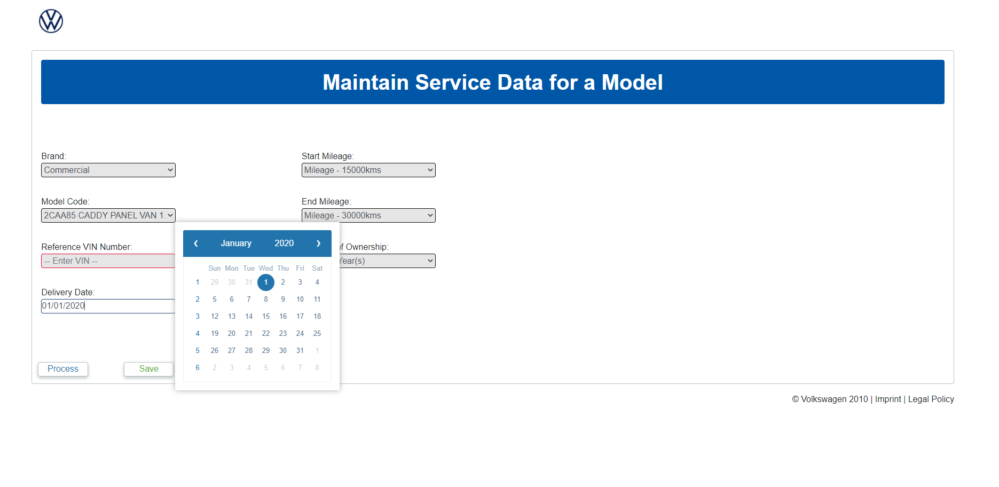 Maintain Service Data for a Model
Brand:
Commercial
Start Mileage:
Mileage - 15000kms
Model Code:
2CAA85 CADDY PANEL VAN 1.
End Mileage:
Mileage - 30000kms
Reference VIN Number:
-- Enter VIN --
of Ownership:
Year(s)
Delivery Date:
01/01/2020
January 2020
Sun Mon Tue Wed Thu Fri Sat
1 29 30 31 1 2 3 4
2 5 6 7 8 9 10 11
3 12 13 14 15 16 17 18
4 19 20 21 22 23 24 25
5 26 27 28 29 30 31 1
6 2 3 4 5 6 7 8
Process
Save
© Volkswagen 2010 | Imprint | Legal Policy